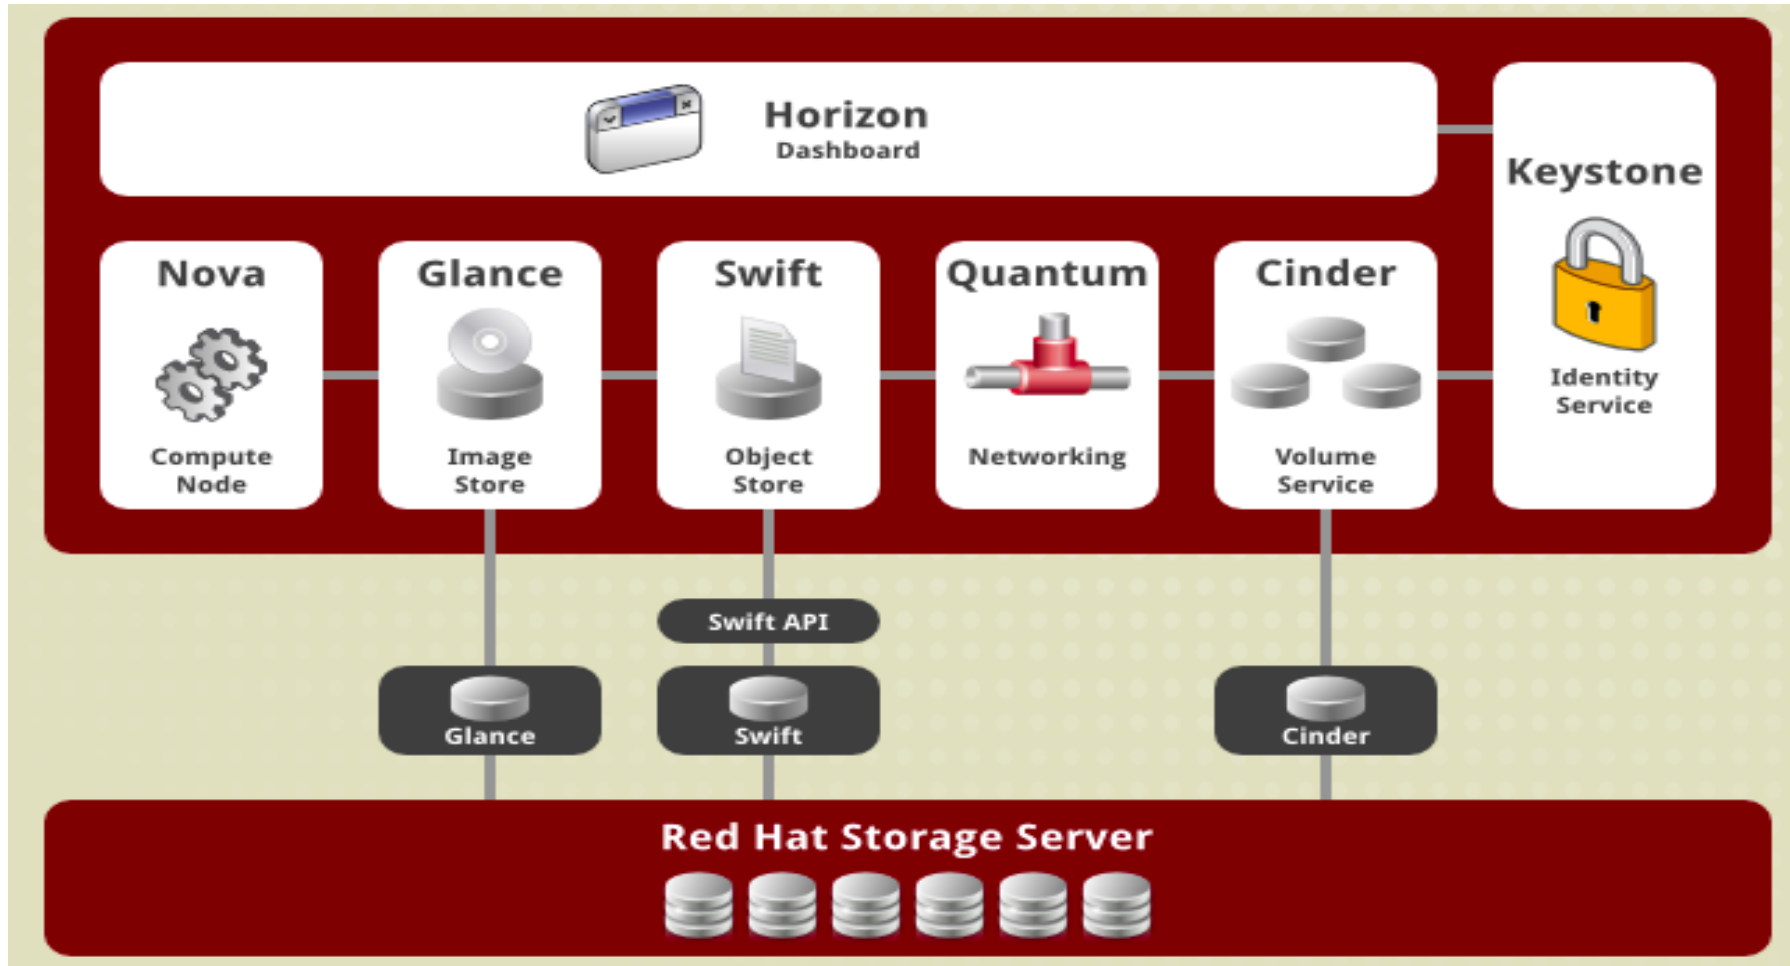 Horizon
Dashboard
Keystone
Identity
Service
Nova
Compute
Node
Glance
Image
Store
Swift
Object
Store
Quantum
Networking
Cinder
Volume
Service
Swift API
Glance
Swift
Cinder
Red Hat Storage Server